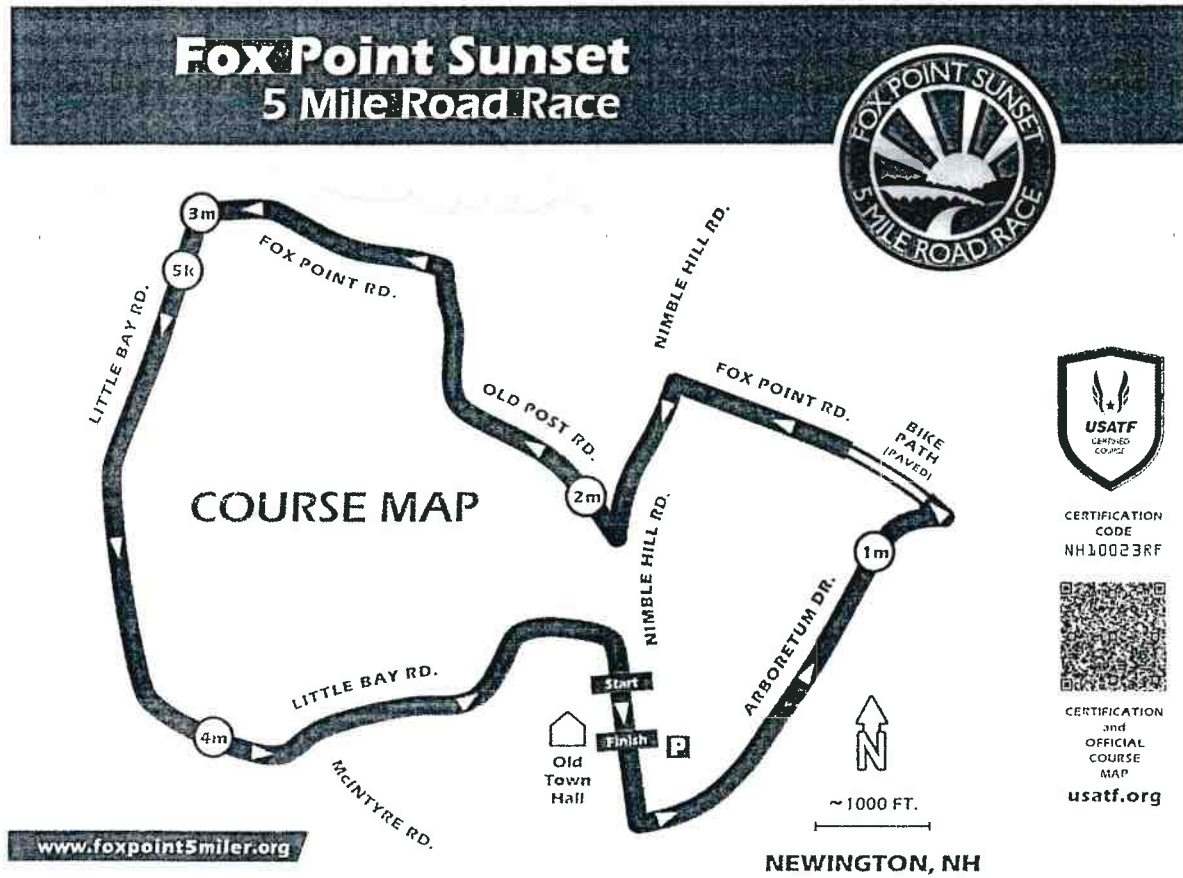 Fox Point Sunset
5 Mile Road Race
FOX POINT SUNSET
5 MILE ROAD RACE
3m
FOX POINT RD.
5k
LITTLE BAY RD.
NIMBLE HILL RD.
OLD POST RD.
FOX POINT RD.
BIKE
PATH
(PAVED)
USATF
CERTIFIED
COURSE
COURSE MAP
2m
NIMBLE HILL RD.
1m
CERTIFICATION
CODE
NH10023RF
ARBORETUM DR.
LITTLE BAY RD.
4m
Start
Finish
P
Old
Town
Hall
McINTYRE RD.
N
~1000 FT.
CERTIFICATION
and
OFFICIAL
COURSE
MAP
usatf.org
www.foxpoint5miler.org
NEWINGTON, NH